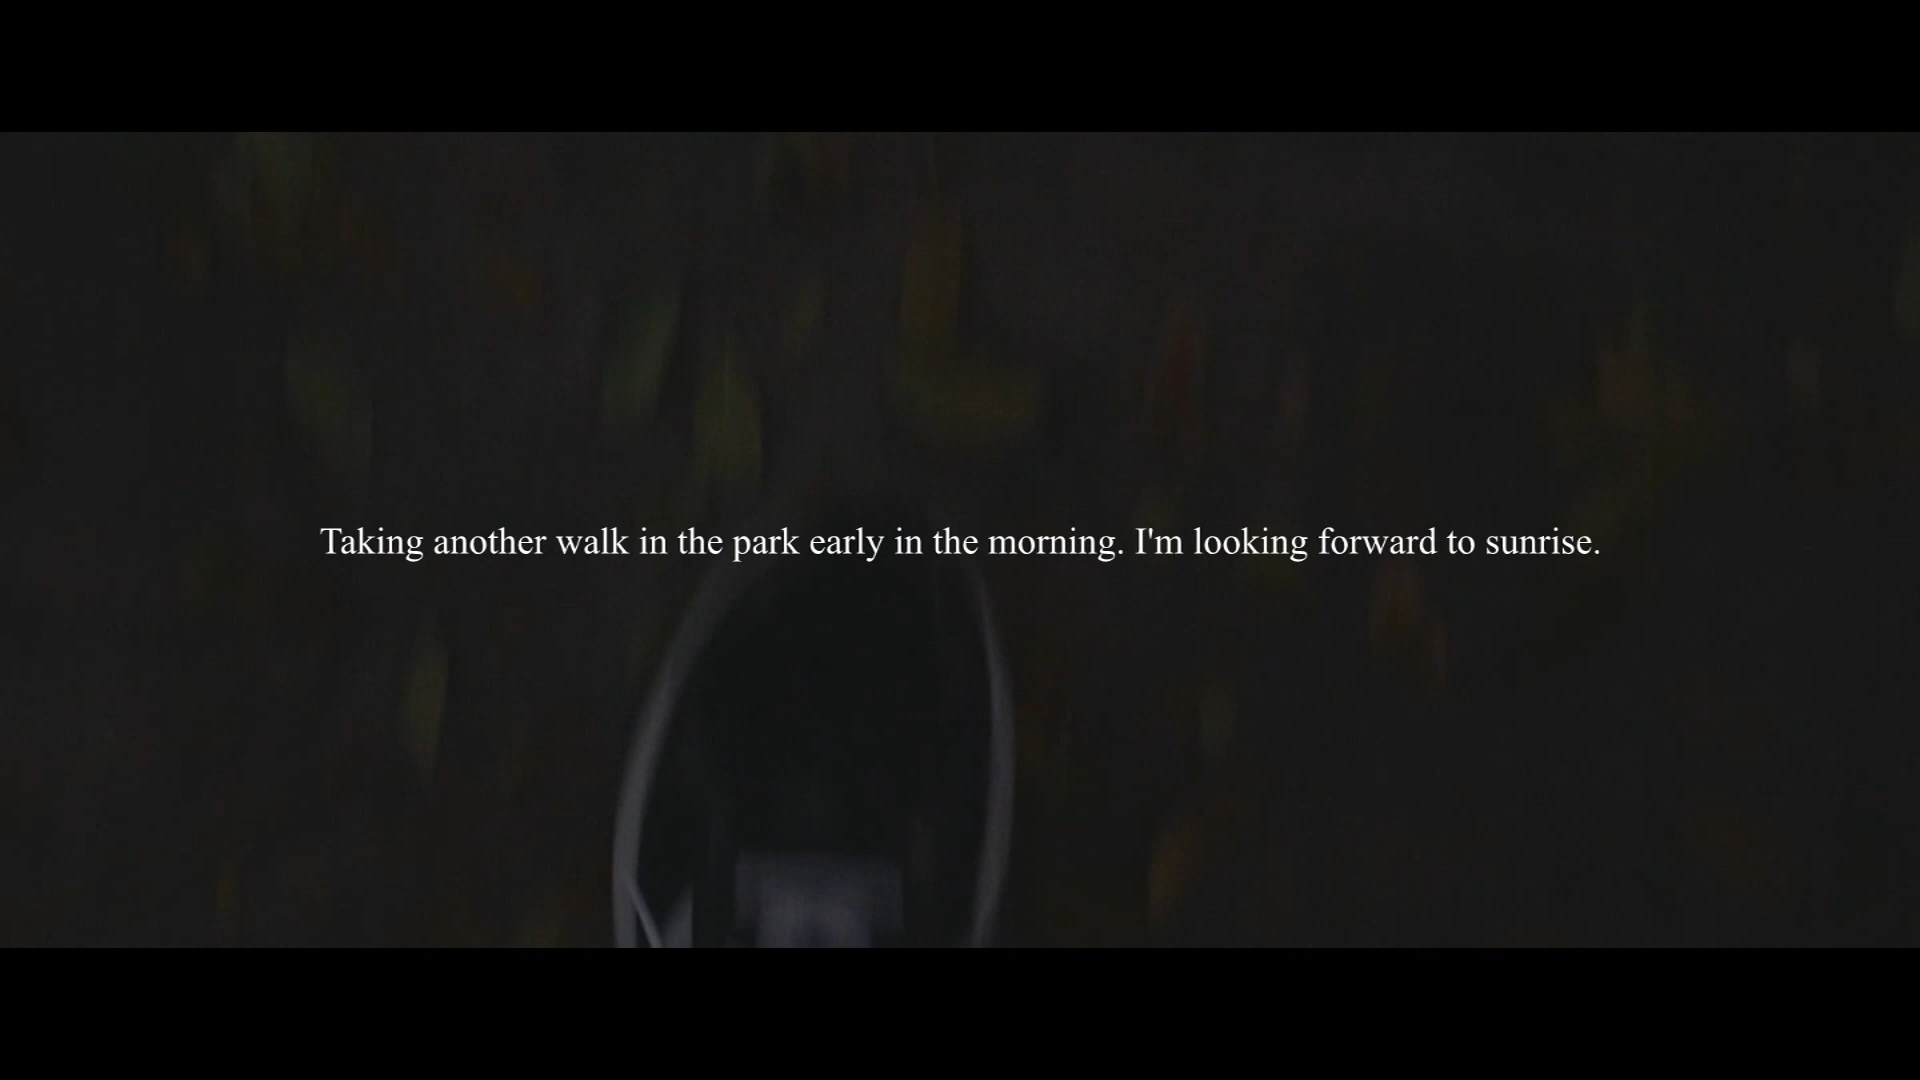 Taking another walk in the park early in the morning. I'm looking forward to sunrise.